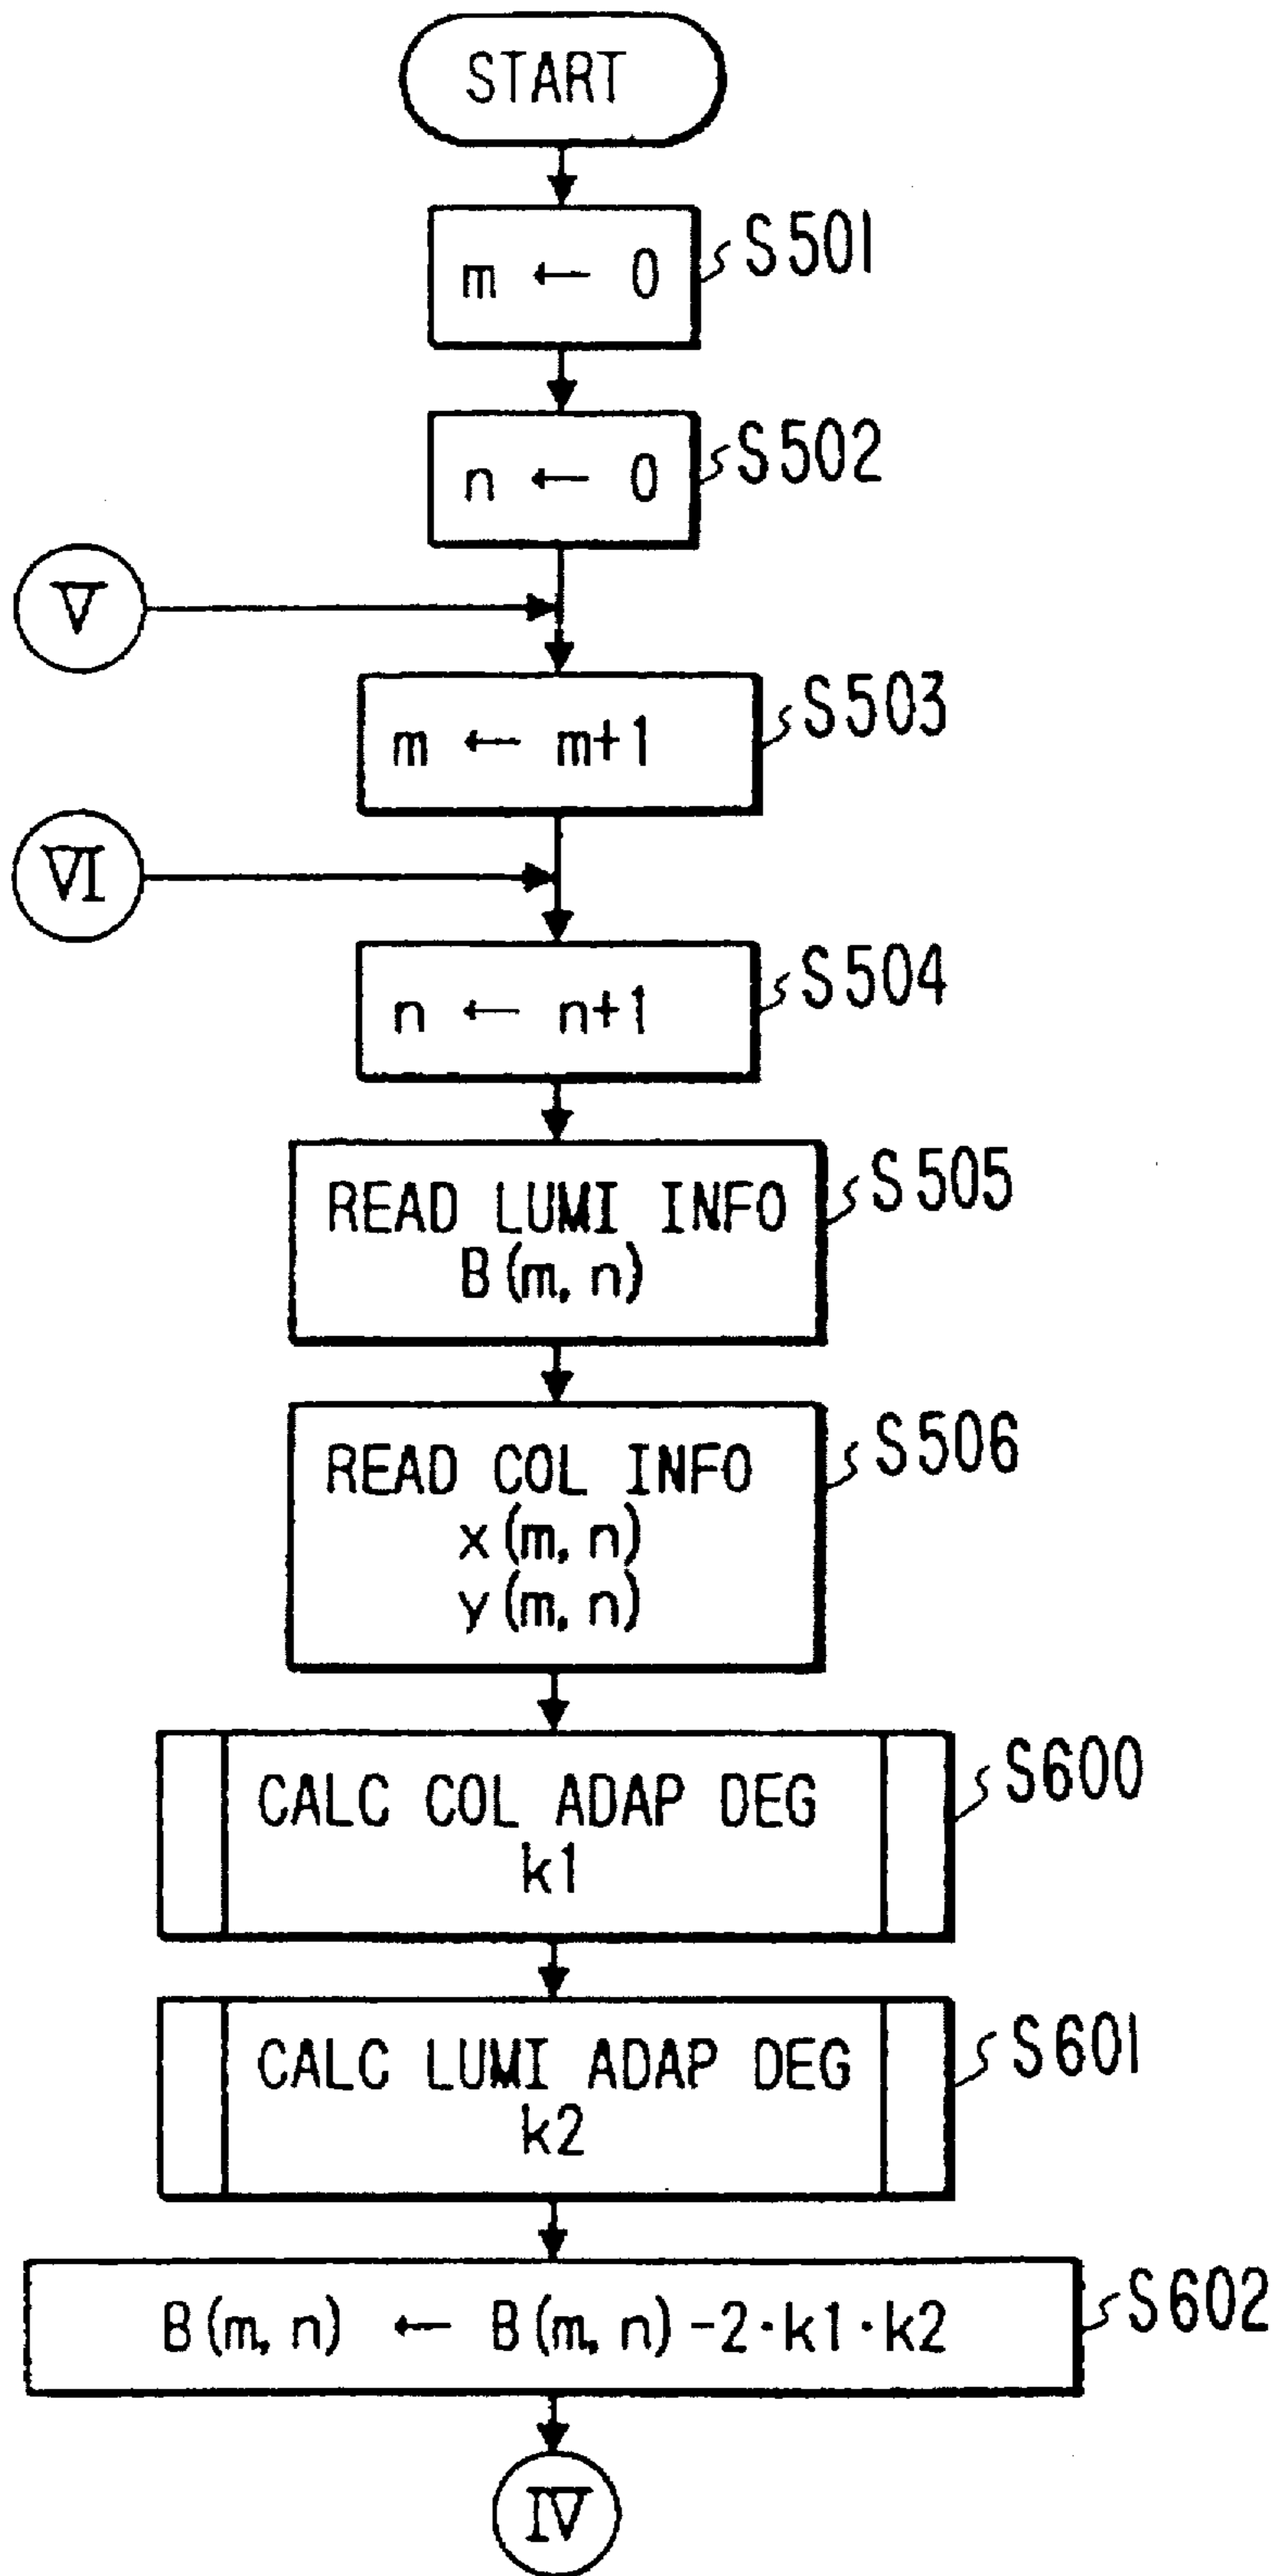 START
m ← 0
S501
n ← 0
S502
V
m ← m+1
S503
VI
n ← n+1
S504
READ LUMI INFO
B(m, n)
S505
READ COL INFO
x(m, n)
y(m, n)
S506
CALC COL ADAP DEG
k1
S600
CALC LUMI ADAP DEG
k2
S601
B(m, n) ← B(m, n)-2·k1·k2
S602
IV